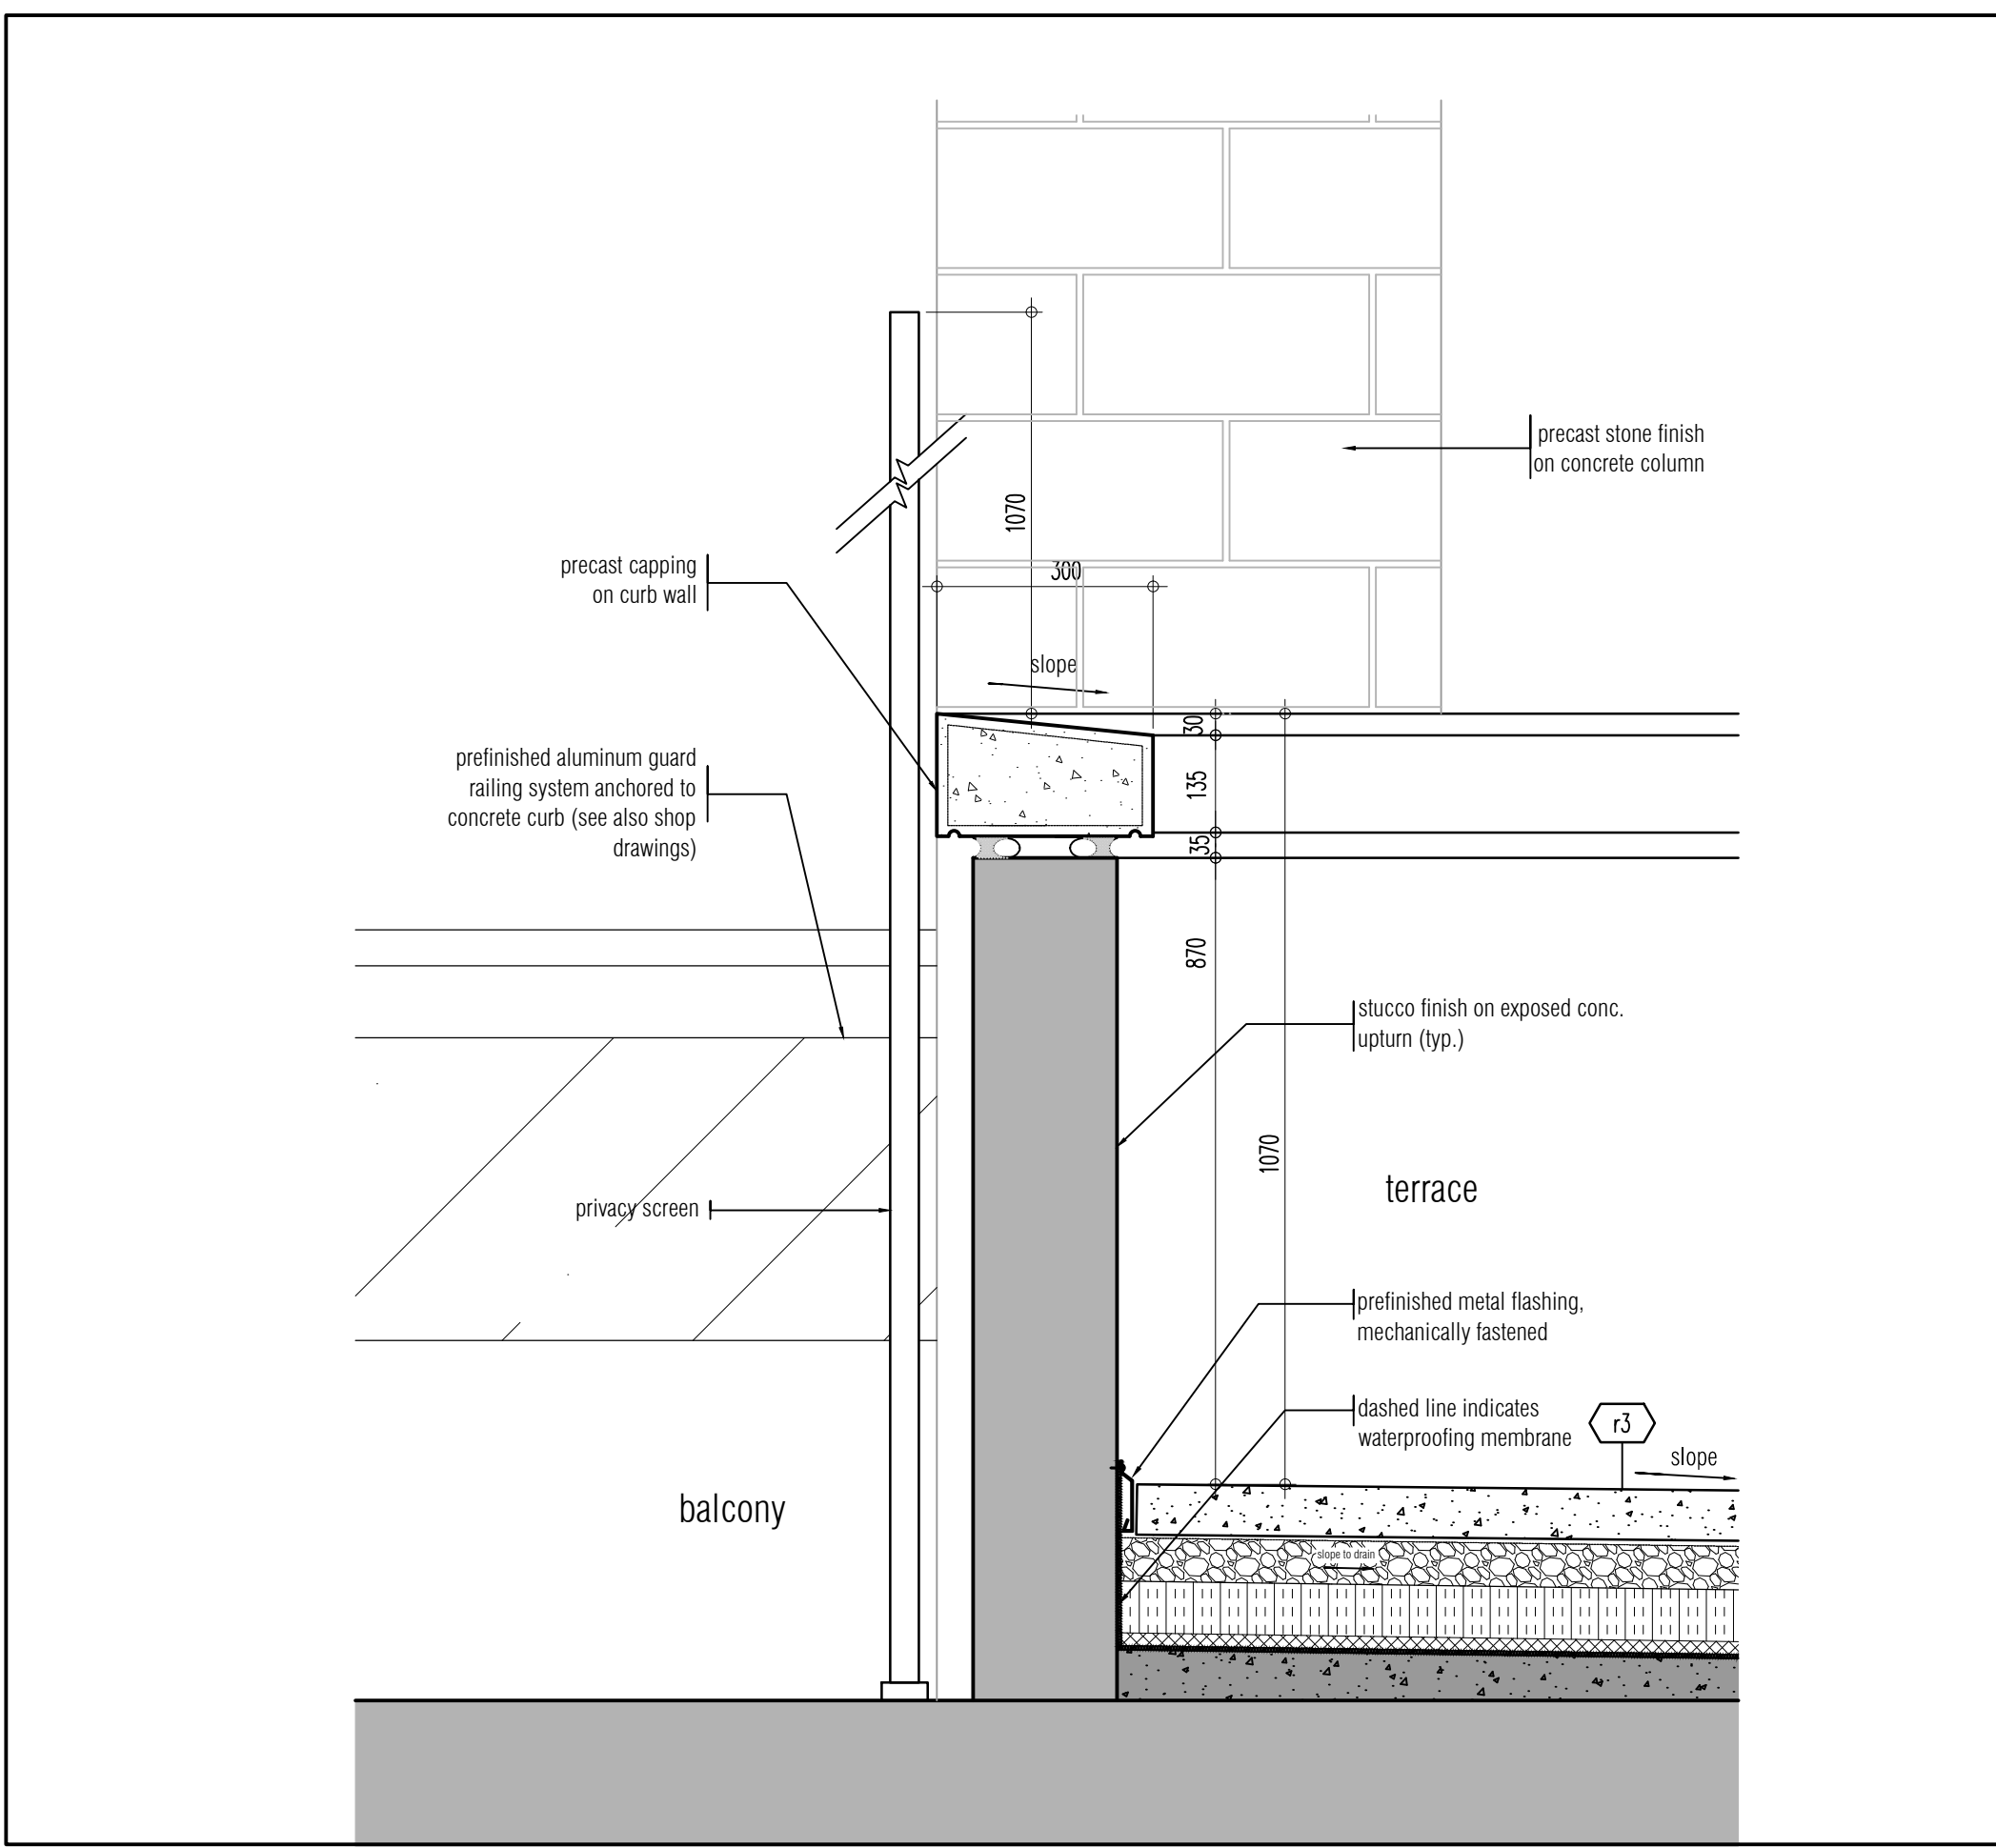 precast stone finish
on concrete column
1070
precast capping
on curb wall
300
slope
30
prefinished aluminum guard
railing system anchored to
concrete curb (see also shop
drawings)
135
35
870
stucco finish on exposed conc.
upturn (typ.)
1070
terrace
privacy screen
prefinished metal flashing,
mechanically fastened
dashed line indicates
waterproofing membrane
r3
slope
balcony
slope to drain